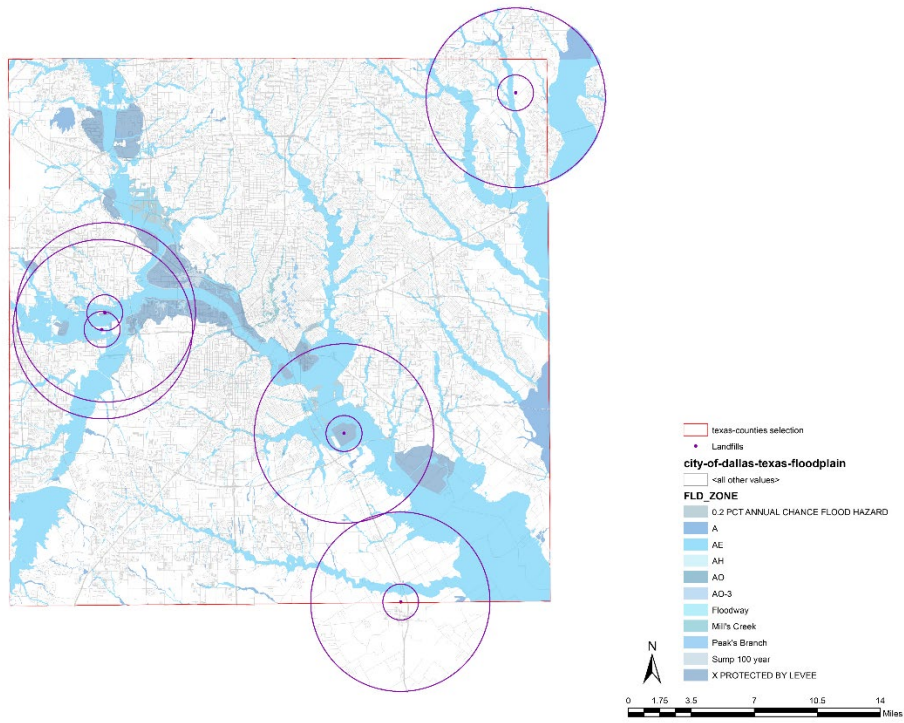 texas-counties selection
Landfills
city-of-dallas-texas-floodplain
<all other values>
FLD_ZONE
0.2 PCT ANNUAL CHANCE FLOOD HAZARD
A
AE
AH
AO
AO-3
Floodway
Mill's Creek
Peak's Branch
Sump 100 year
X PROTECTED BY LEVEE
N
0 1.75 3.5 7 10.5 14
Miles